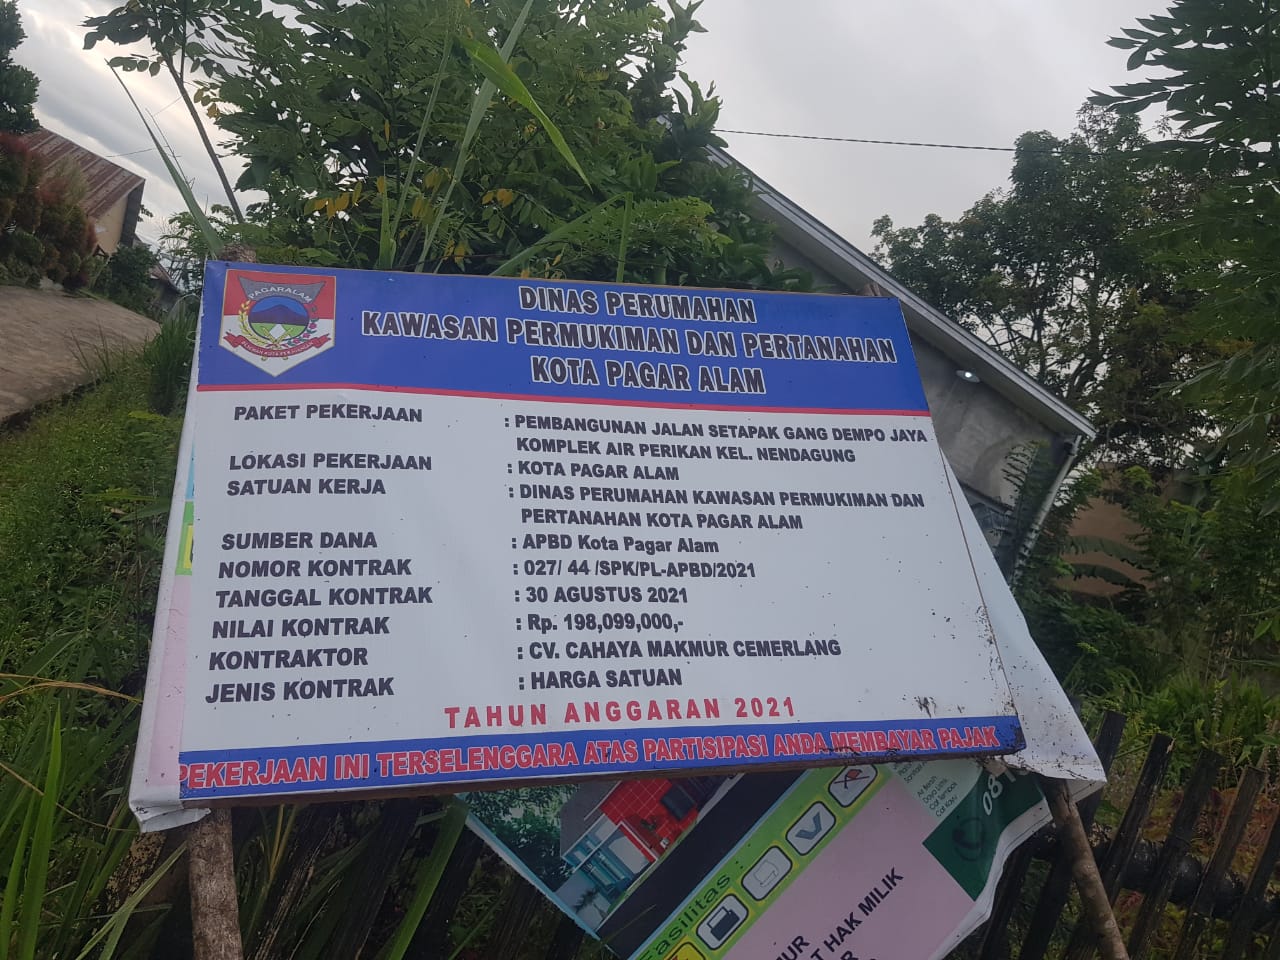 PAGARALAM
DINAS PERUMAHAN
KAWASAN PERMUKIMAN DAN PERTANAHAN
KOTA PAGAR ALAM
PAKET PEKERJAAN : PEMBANGUNAN JALAN SETAPAK GANG DEMPO JAYA
KOMPLEK AIR PERIKAN KEL. NENDAGUNG
LOKASI PEKERJAAN : KOTA PAGAR ALAM
SATUAN KERJA : DINAS PERUMAHAN KAWASAN PERMUKIMAN DAN
PERTANAHAN KOTA PAGAR ALAM
SUMBER DANA : APBD Kota Pagar Alam
NOMOR KONTRAK : 027/ 44 /SPK/PL-APBD/2021
TANGGAL KONTRAK : 30 AGUSTUS 2021
NILAI KONTRAK : Rp. 198,099,000,-
KONTRAKTOR : CV. CAHAYA MAKMUR CEMERLANG
JENIS KONTRAK : HARGA SATUAN
TAHUN ANGGARAN 2021
PEKERJAAN INI TERSELENGGARA ATAS PARTISIPASI ANDA MEMBAYAR PAJAK
Fasilitas :
HAK MILIK